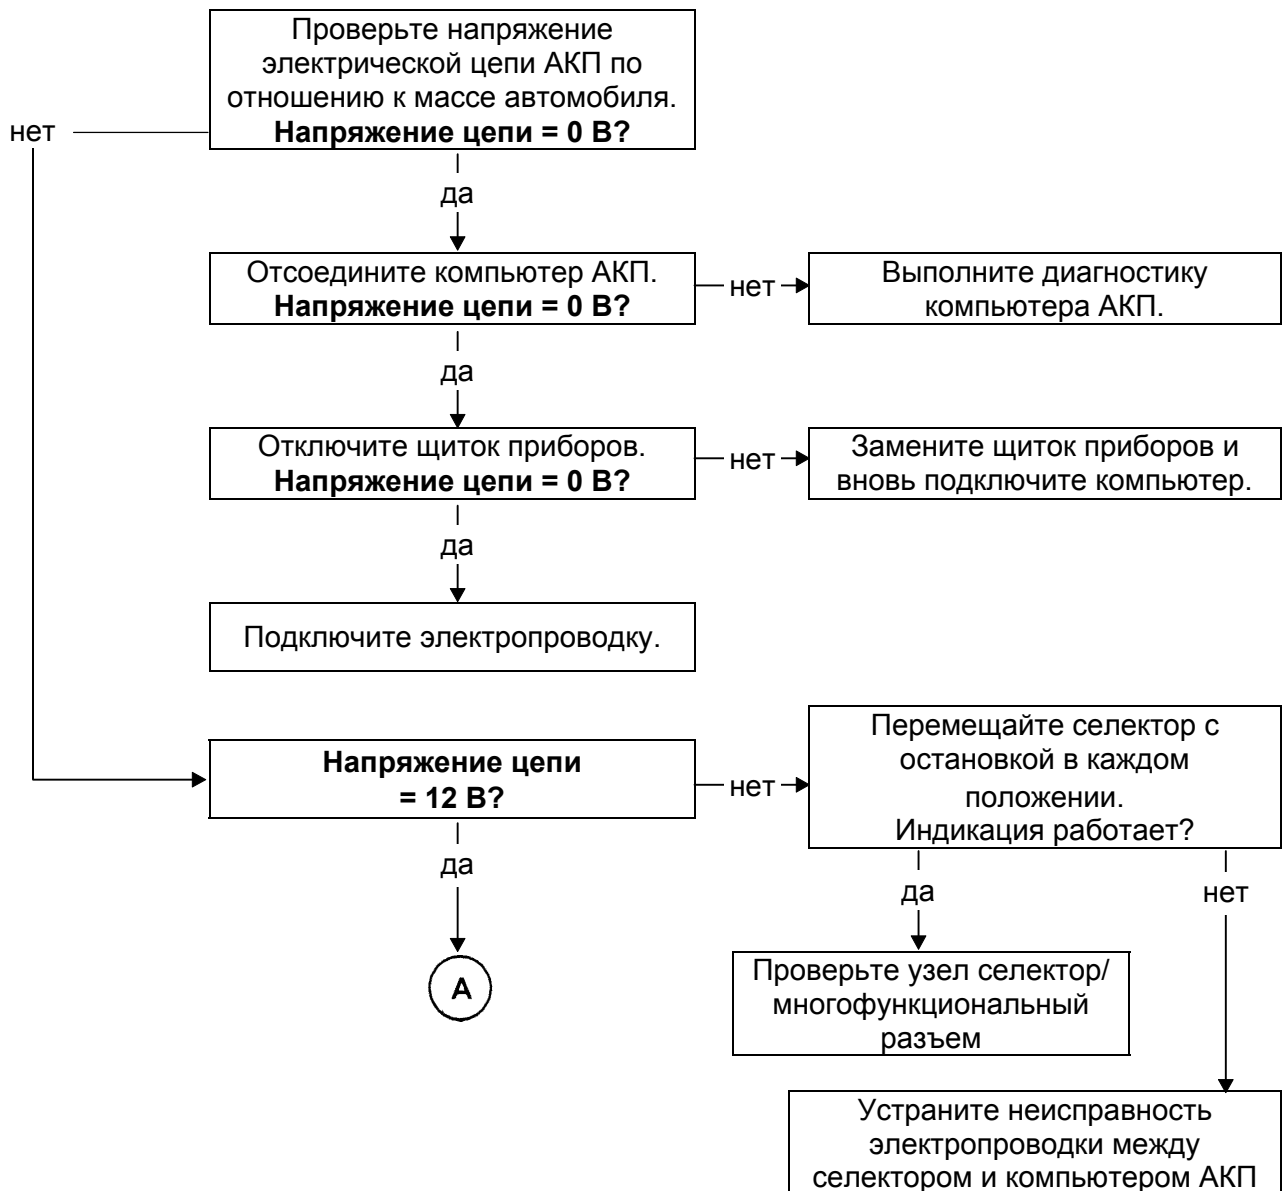 Проверьте напряжение
электрической цепи АКП по
отношению к массе автомобиля.
Напряжение цепи = 0 В?
нет
да
Отсоедините компьютер АКП.
Напряжение цепи = 0 В?
нет
Выполните диагностику
компьютера АКП.
да
Отключите щиток приборов.
Напряжение цепи = 0 В?
нет
Замените щиток приборов и
вновь подключите компьютер.
да
Подключите электропроводку.
Напряжение цепи
= 12 В?
нет
Перемещайте селектор с
остановкой в каждом
положении.
Индикация работает?
да
А
да
нет
Проверьте узел селектор/
многофункциональный
разъем
Устраните неисправность
электропроводки между
селектором и компьютером АКП